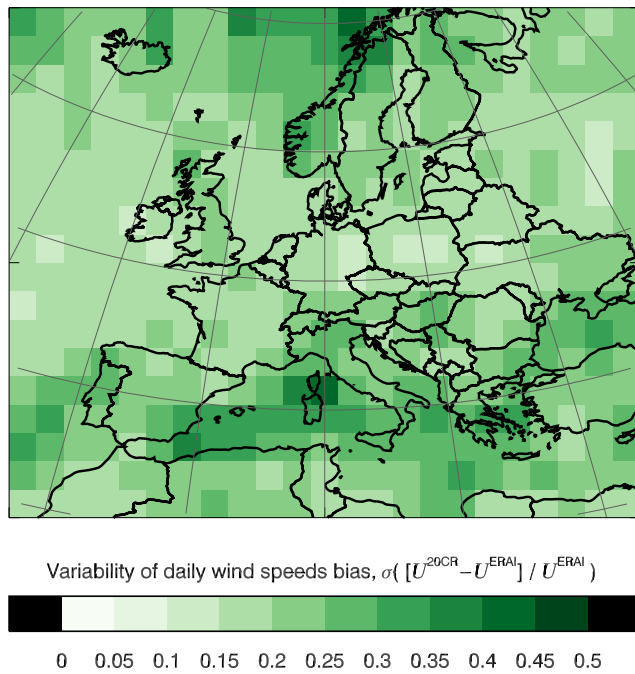 Variability of daily wind speeds bias, σ( [U^20CR − U^ERAI] / U^ERAI )
0 0.05 0.1 0.15 0.2 0.25 0.3 0.35 0.4 0.45 0.5